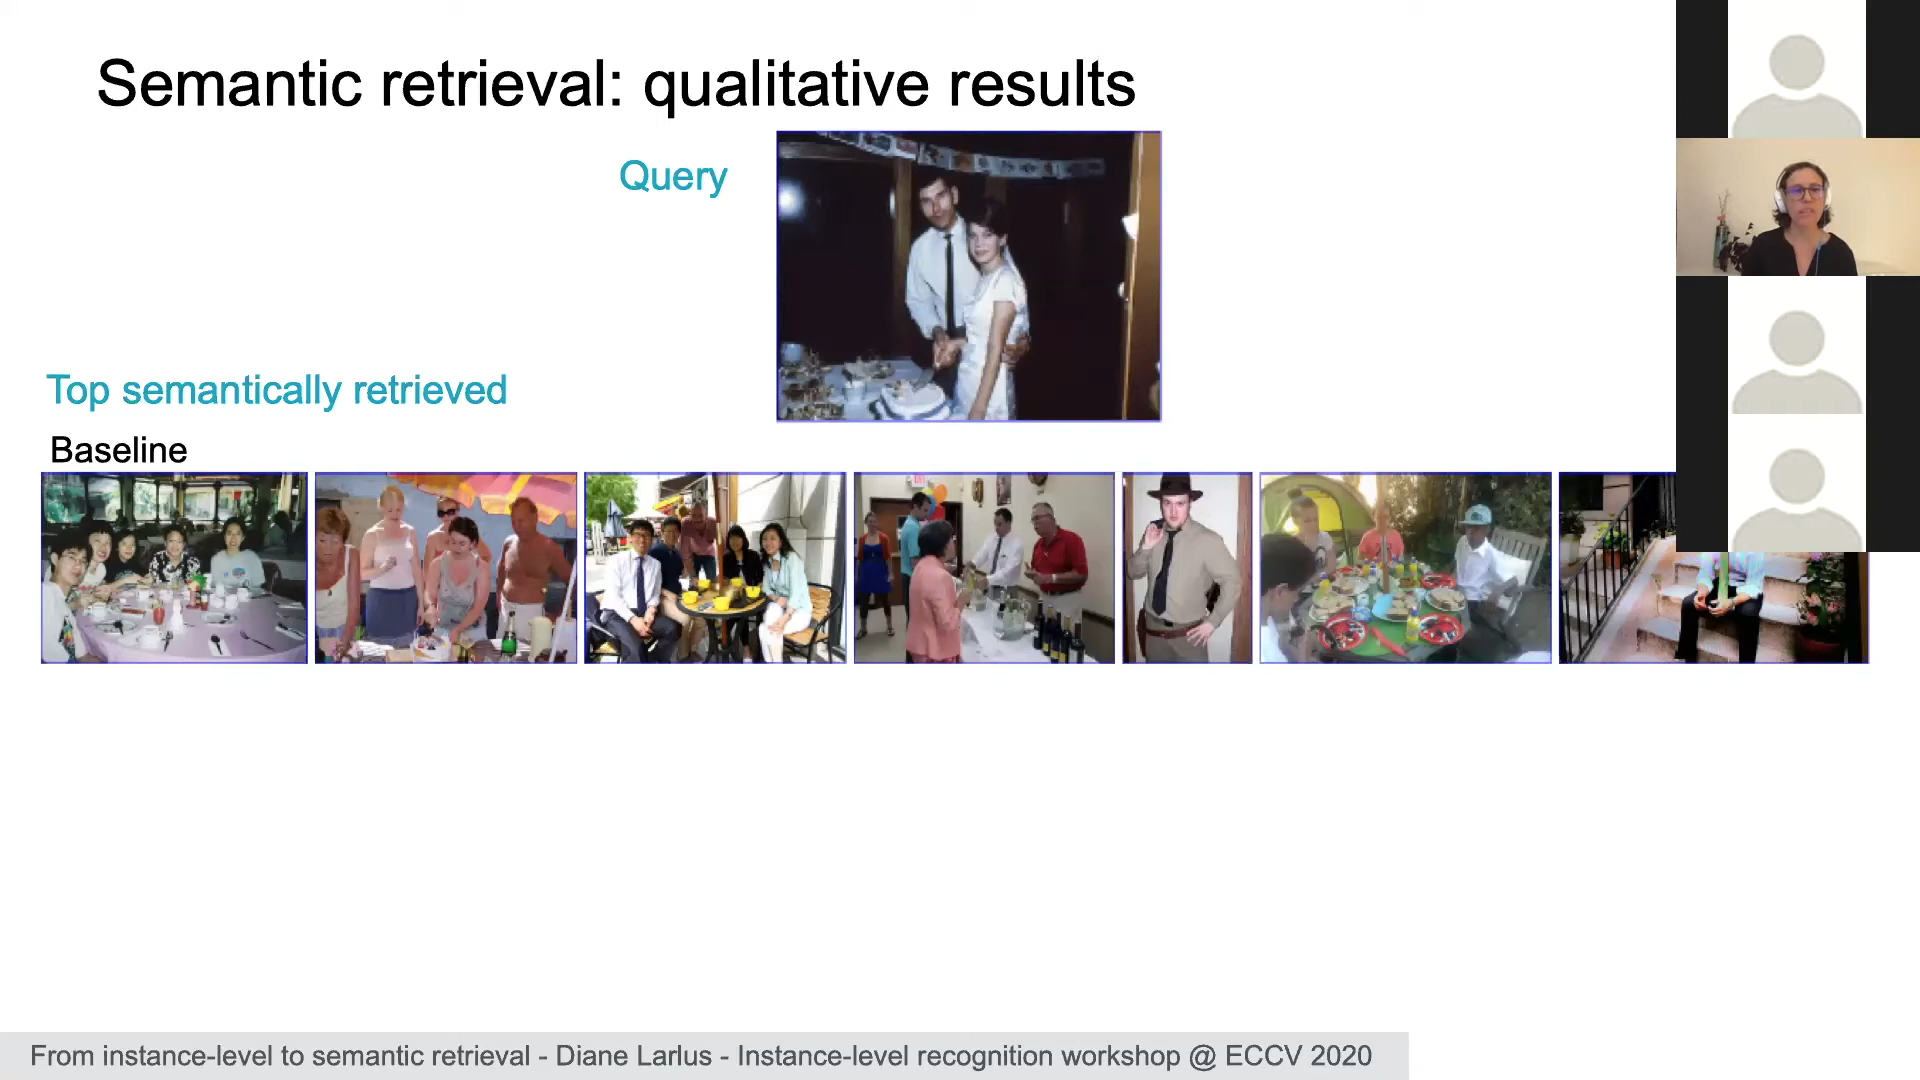 Semantic retrieval: qualitative results
Query
Top semantically retrieved
Baseline
From instance-level to semantic retrieval - Diane Larlus - Instance-level recognition workshop @ ECCV 2020